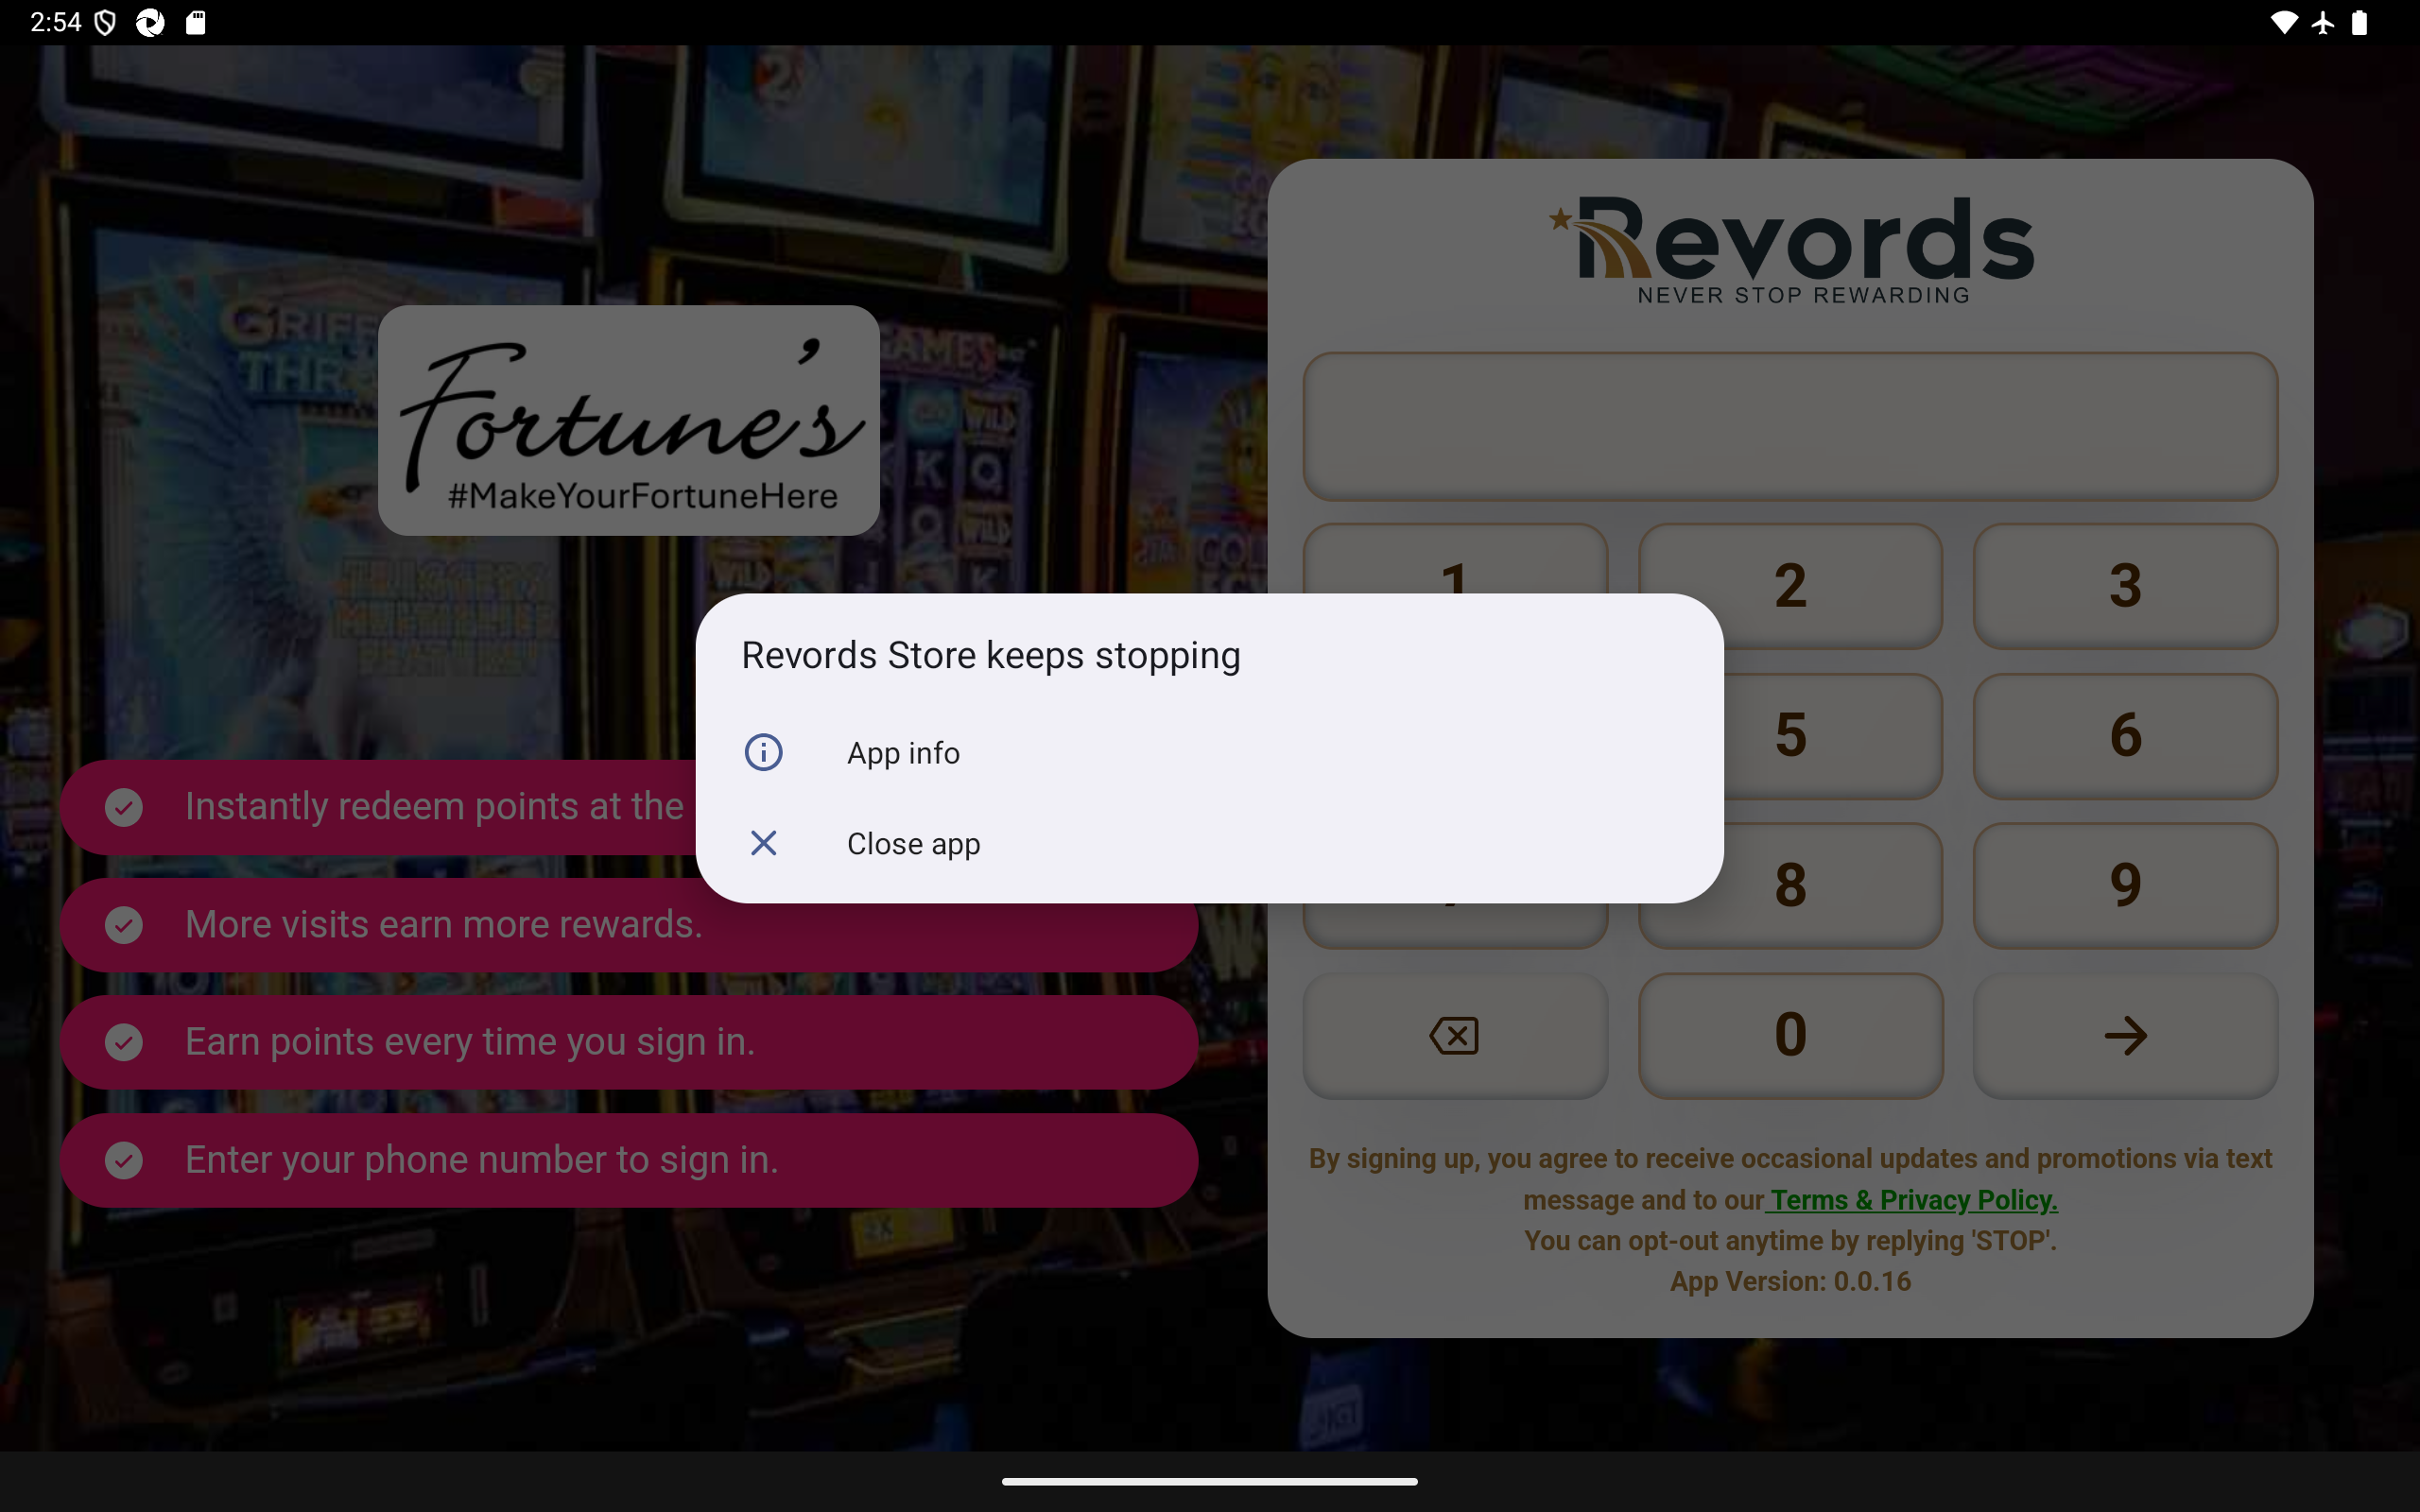 2:54
Revords
NEVER STOP REWARDING
Fortune's
#MakeYourFortuneHere
1
2
3
Revords Store keeps stopping
App info
Close app
5
6
8
9
0
Instantly redeem points at the
More visits earn more rewards.
Earn points every time you sign in.
Enter your phone number to sign in.
By signing up, you agree to receive occasional updates and promotions via text
message and to our Terms & Privacy Policy.
You can opt-out anytime by replying 'STOP'.
App Version: 0.0.16